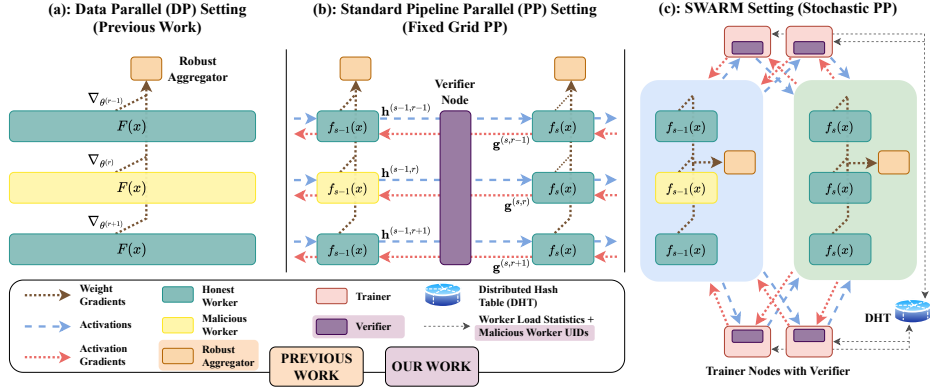 (a): Data Parallel (DP) Setting
(Previous Work)
Robust
Aggregator
∇θ(r−1)
F(x)
∇θ(r)
F(x)
∇θ(r+1)
F(x)
(b): Standard Pipeline Parallel (PP) Setting
(Fixed Grid PP)
Verifier
Node
h(s−1,r−1)
fs−1(x)
fs(x)
g(s,r−1)
h(s−1,r)
fs−1(x)
fs(x)
g(s,r)
h(s−1,r+1)
fs−1(x)
fs(x)
g(s,r+1)
(c): SWARM Setting (Stochastic PP)
fs−1(x)
fs(x)
fs−1(x)
fs(x)
fs−1(x)
fs(x)
DHT
Trainer Nodes with Verifier
Weight
Gradients
Honest
Worker
Trainer
Distributed Hash
Table (DHT)
Activations
Malicious
Worker
Verifier
Worker Load Statistics +
Malicious Worker UIDs
Activation
Gradients
Robust
Aggregator
PREVIOUS
WORK
OUR WORK